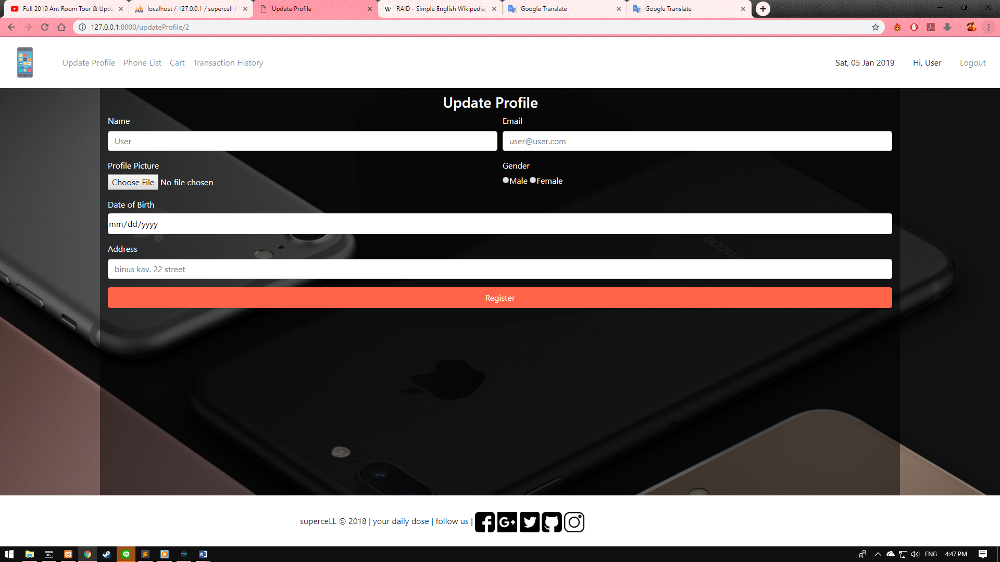 Full 2019 Ant Room Tour & Upda
localhost / 127.0.0.1 / supercell /
Update Profile
RAID - Simple English Wikipedia,
Google Translate
Google Translate
127.0.0.1:8000/updateProfile/2
Update Profile Phone List Cart Transaction History
Sat, 05 Jan 2019 Hi, User Logout
Update Profile
Name
Email
User
user@user.com
Profile Picture
Gender
Choose File No file chosen
Male Female
Date of Birth
mm/dd/yyyy
iPhone
Address
binus kav. 22 street
Register
superceLL © 2018 | your daily dose | follow us |
ENG 4:47 PM